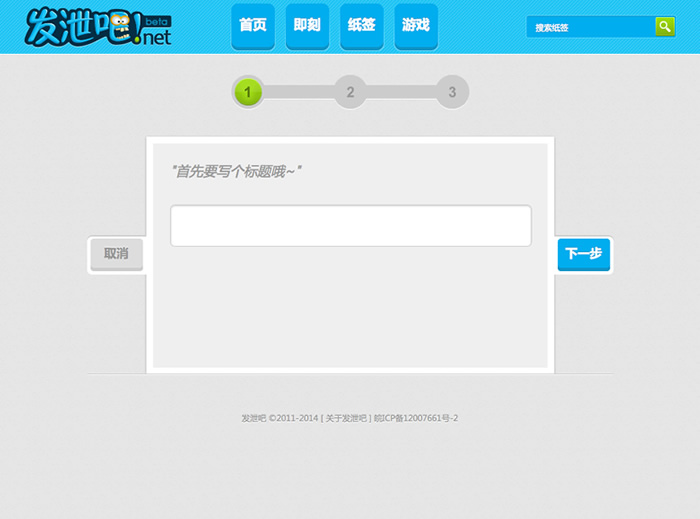 发泄吧!.net beta
首页 即刻 纸签 游戏
搜索纸签
1 2 3
"首先要写个标题哦~"
取消
下一步
发泄吧 ©2011-2014 [ 关于发泄吧 ] 皖ICP备12007661号-2